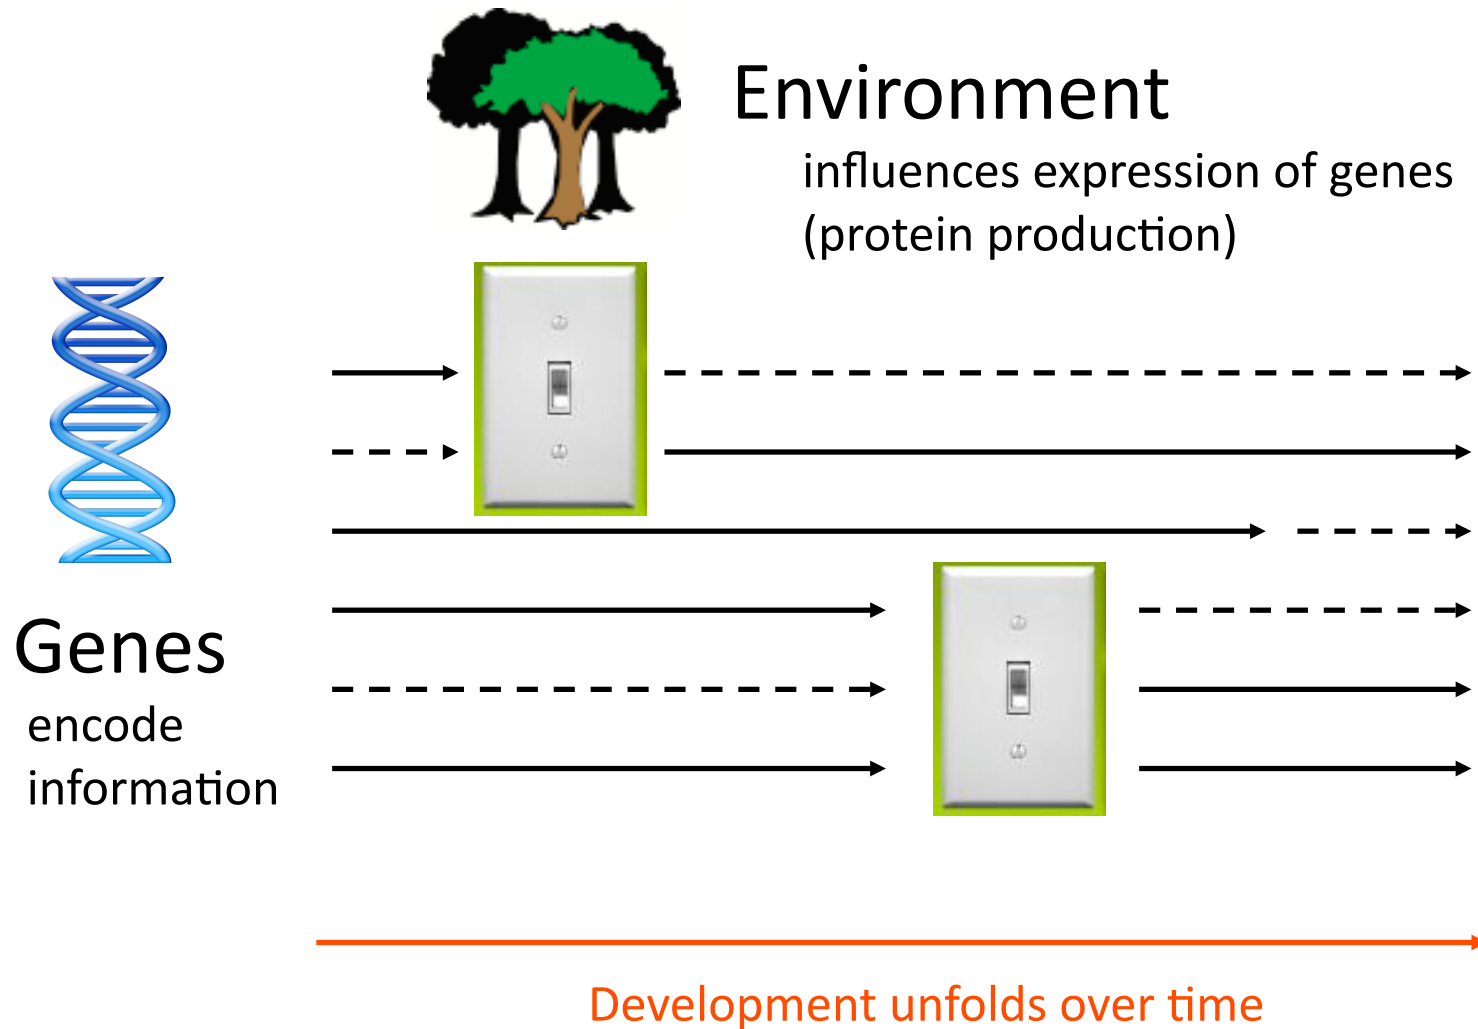 Environment
influences expression of genes
(protein production)
Genes
encode
information
Development unfolds over time